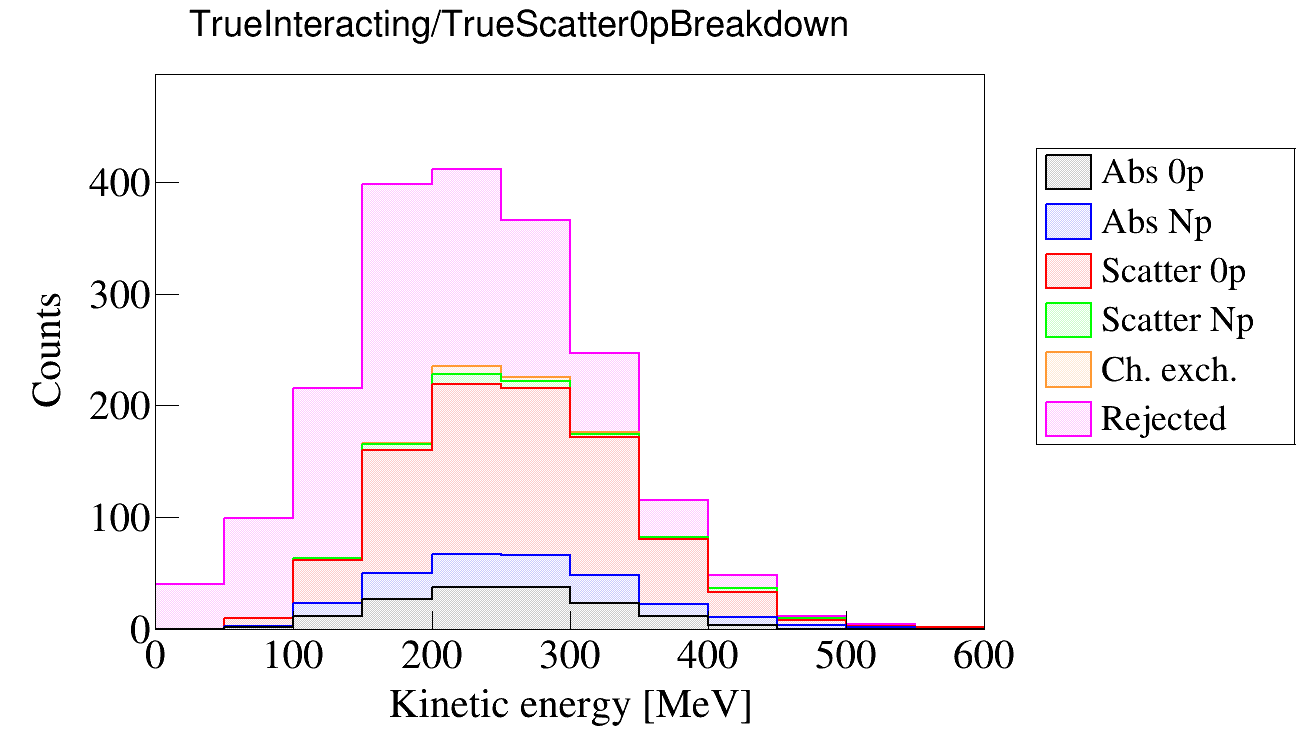 TrueInteracting/TrueScatter0pBreakdown
400
300
200
100
0
Counts
0 100 200 300 400 500 600
Kinetic energy [MeV]
Abs 0p
Abs Np
Scatter 0p
Scatter Np
Ch. exch.
Rejected